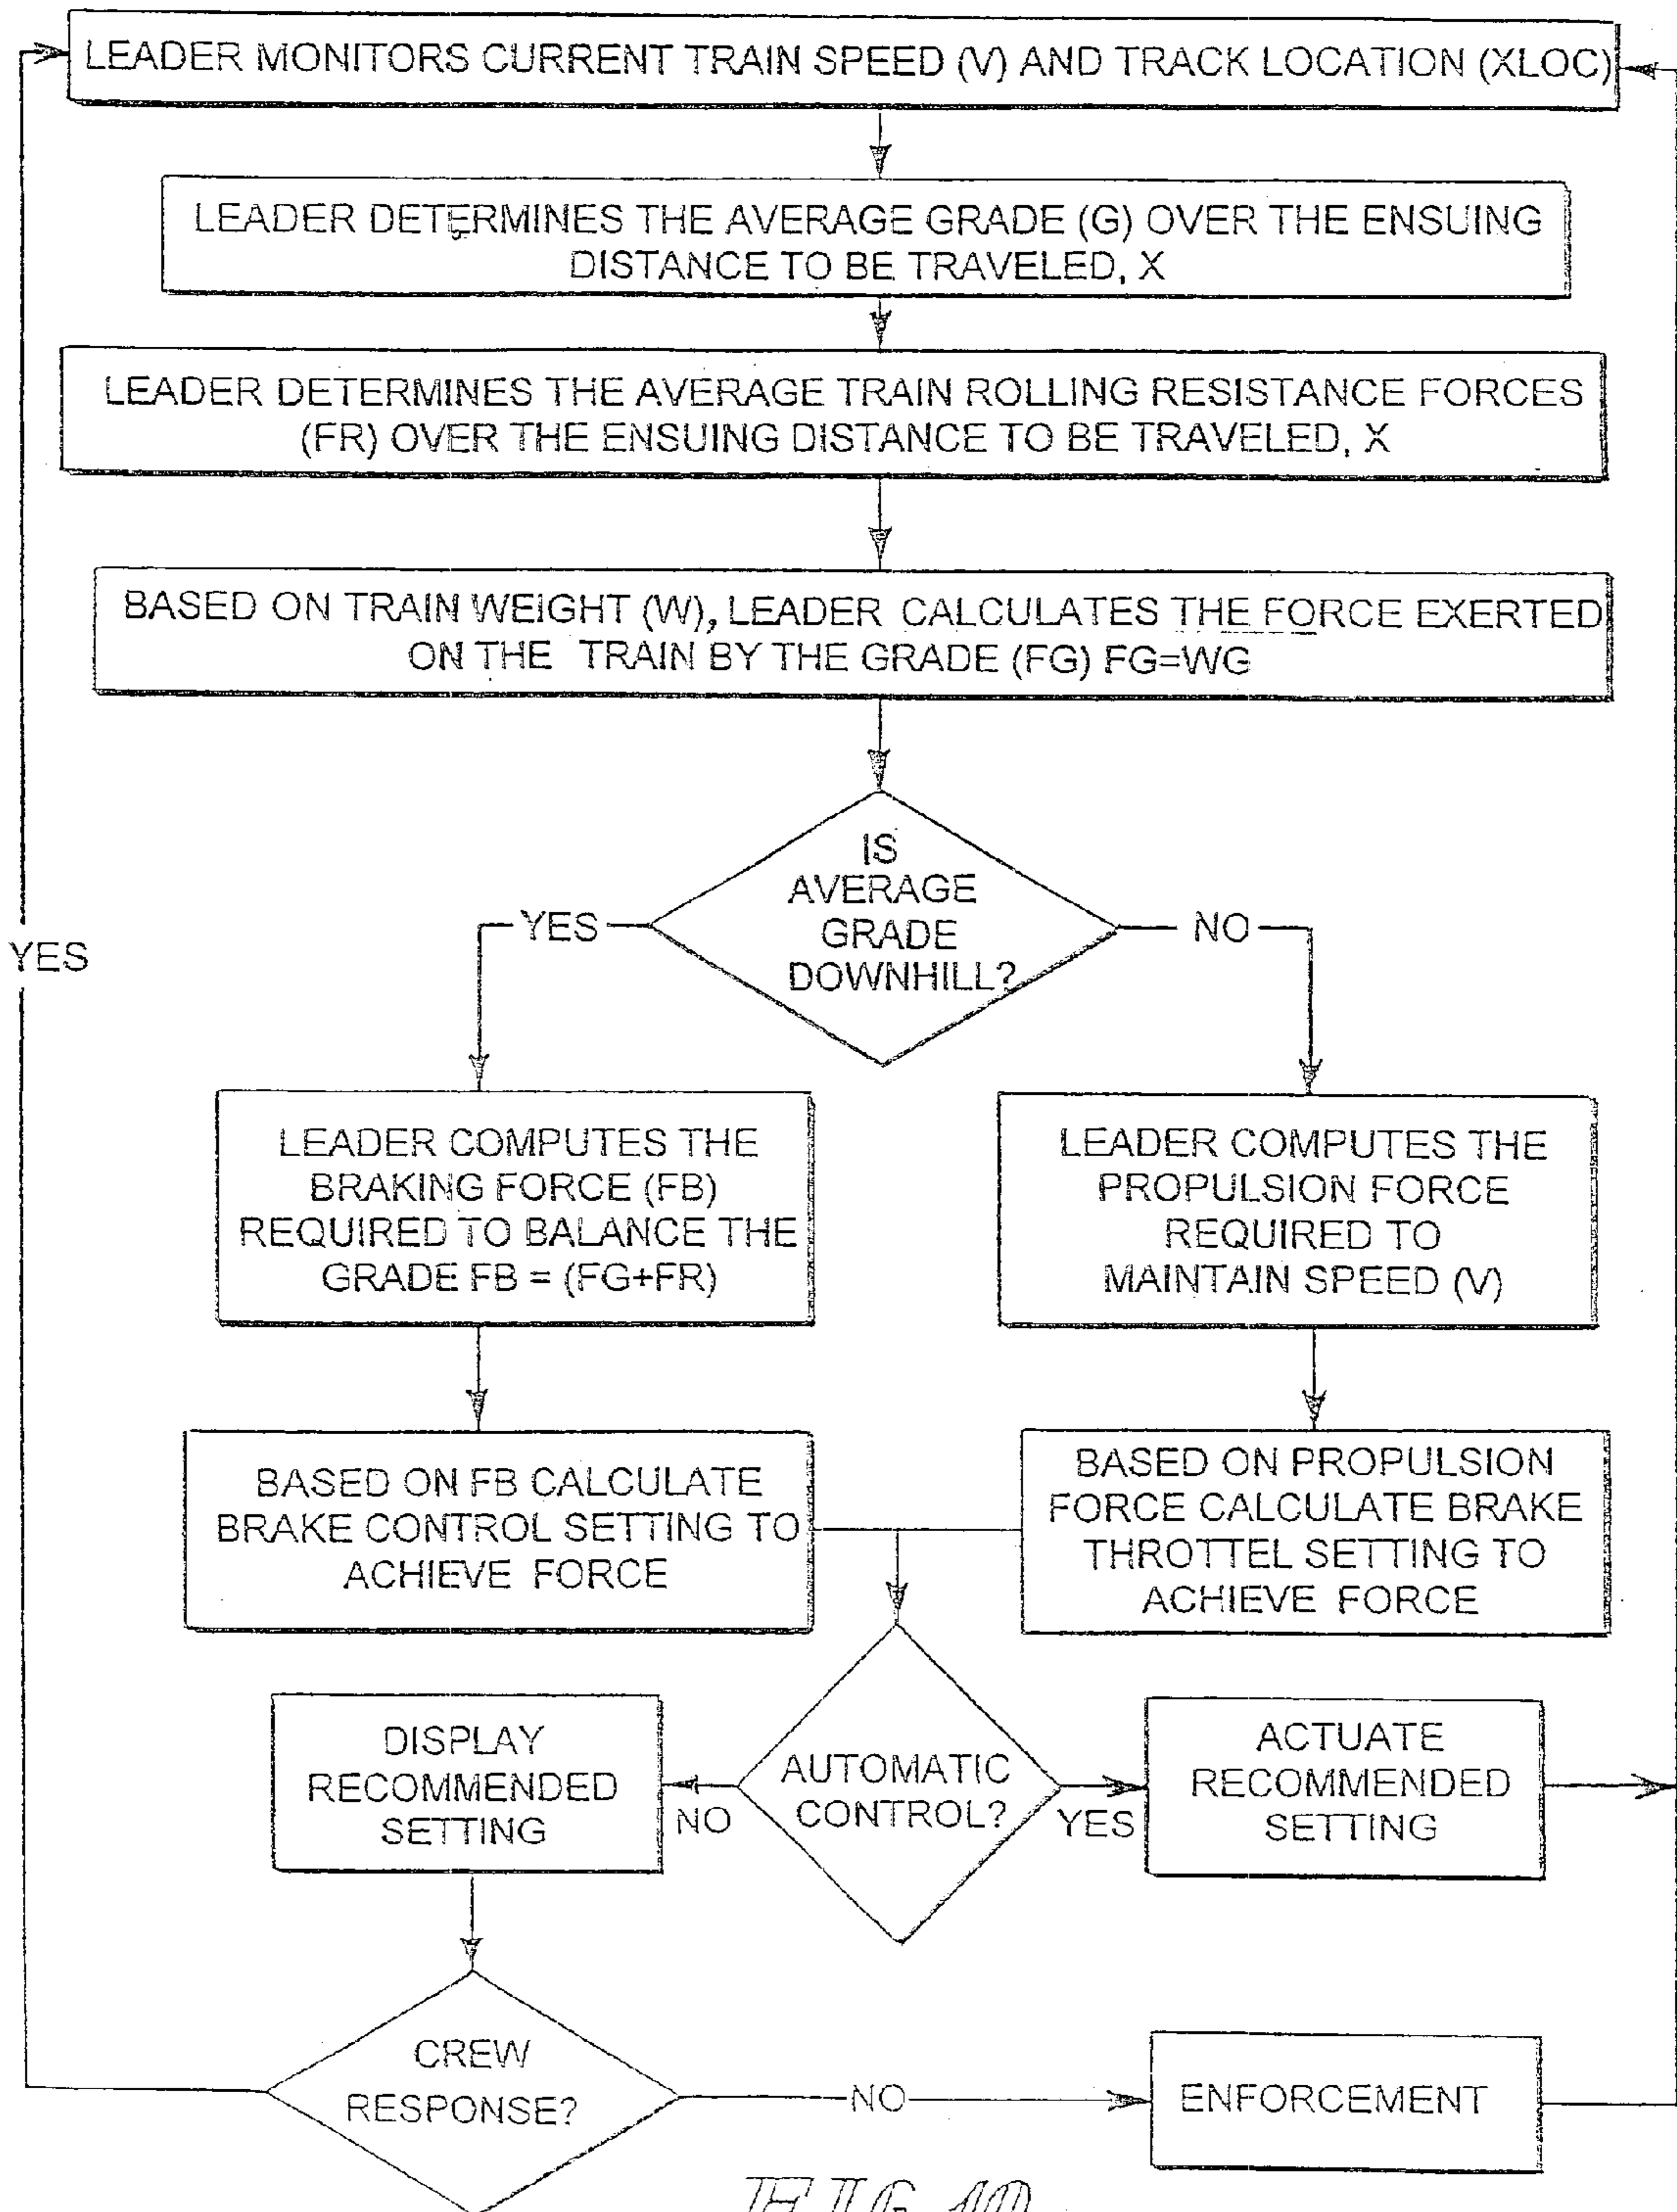 LEADER MONITORS CURRENT TRAIN SPEED (V) AND TRACK LOCATION (XLOC)
LEADER DETERMINES THE AVERAGE GRADE (G) OVER THE ENSUING
DISTANCE TO BE TRAVELED, X
LEADER DETERMINES THE AVERAGE TRAIN ROLLING RESISTANCE FORCES
(FR) OVER THE ENSUING DISTANCE TO BE TRAVELED, X
BASED ON TRAIN WEIGHT (W), LEADER CALCULATES THE FORCE EXERTED
ON THE TRAIN BY THE GRADE (FG) FG=WG
IS
AVERAGE
GRADE
DOWNHILL?
YES
NO
YES
LEADER COMPUTES THE
BRAKING FORCE (FB)
REQUIRED TO BALANCE THE
GRADE FB = (FG+FR)
LEADER COMPUTES THE
PROPULSION FORCE
REQUIRED TO
MAINTAIN SPEED (V)
BASED ON FB CALCULATE
BRAKE CONTROL SETTING TO
ACHIEVE FORCE
BASED ON PROPULSION
FORCE CALCULATE BRAKE
THROTTEL SETTING TO
ACHIEVE FORCE
DISPLAY
RECOMMENDED
SETTING
NO
AUTOMATIC
CONTROL?
YES
ACTUATE
RECOMMENDED
SETTING
CREW
RESPONSE?
NO
ENFORCEMENT